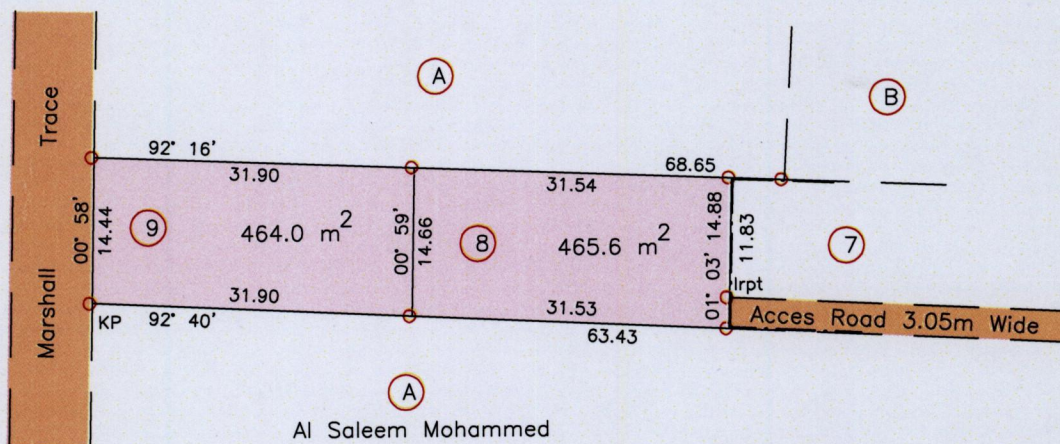 A
B
Marshall Trace
92° 16'
68.65
31.90
31.54
00° 58'
14.44
9
464.0 m²
00° 59'
14.66
8
465.6 m²
01° 03' 14.88
11.83
7
Irpt
31.90
31.53
KP
92° 40'
63.43
Acces Road 3.05m Wide
A
Al Saleem Mohammed